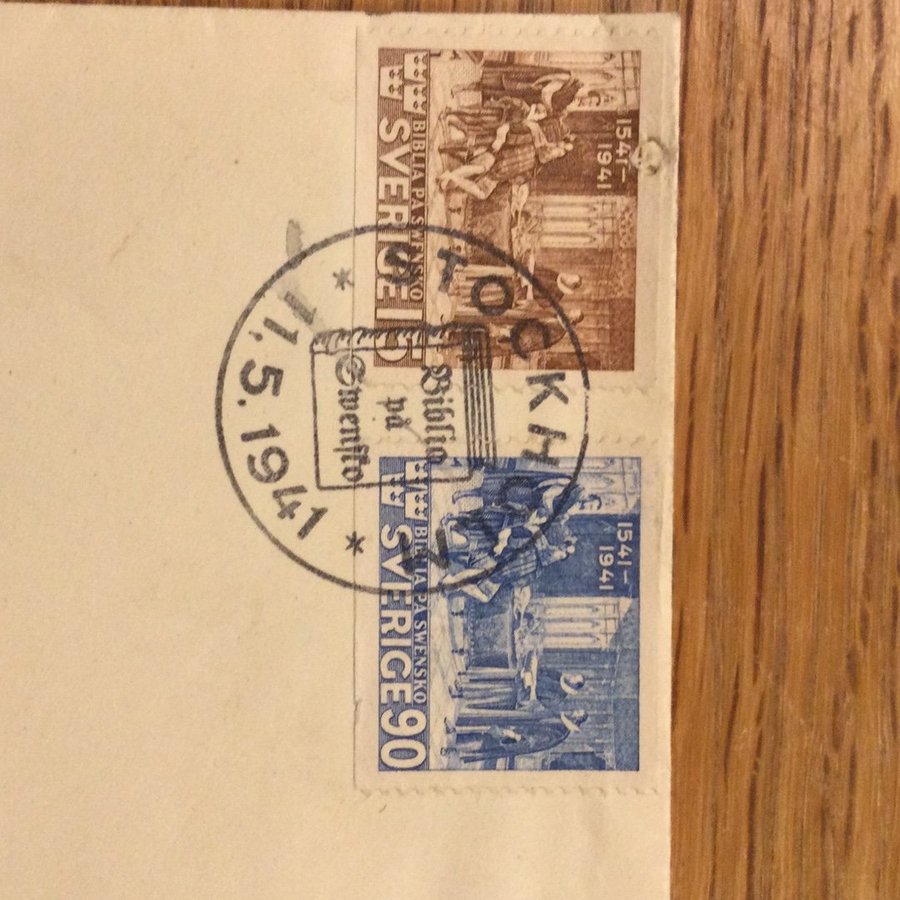 1541–
1941
BIBLIA PÅ SWENSKO
SVERIGE 15
STOCKHOLM
Biblia
på
Swensko
11.5.1941
1541–
1941
BIBLIA PÅ SWENSKO
SVERIGE 90